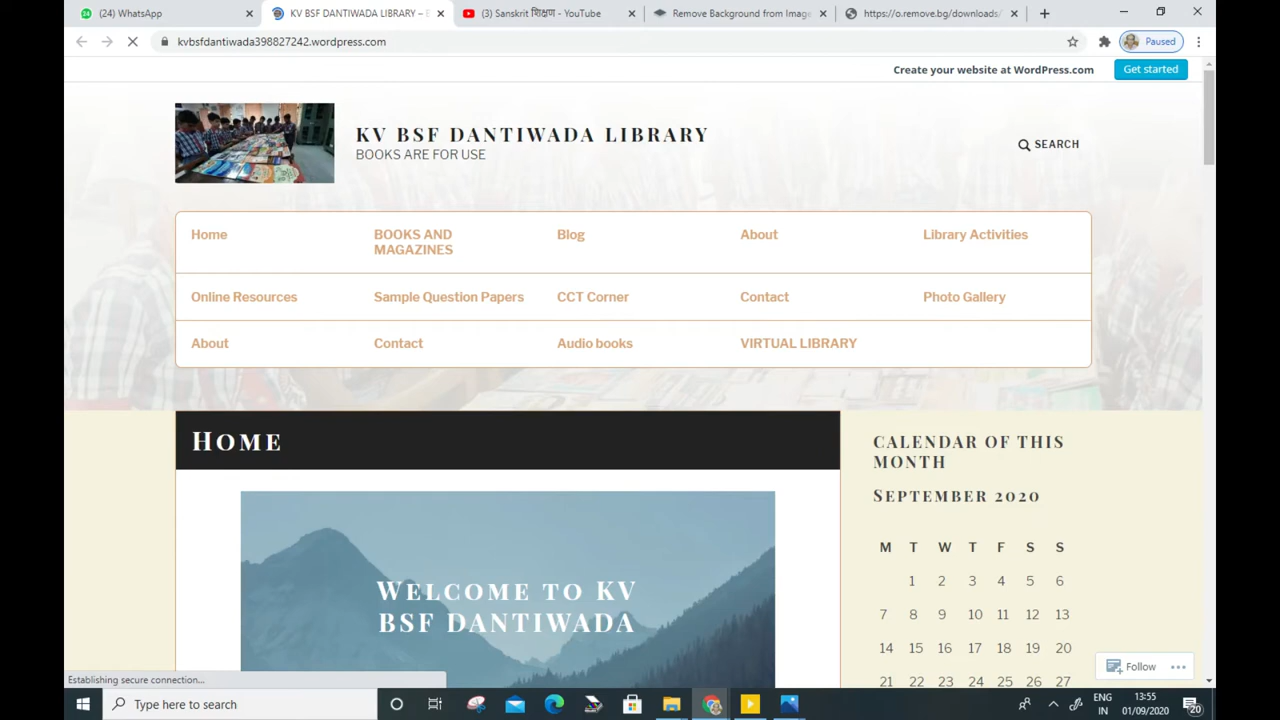 (24) WhatsApp
KV BSF DANTIWADA LIBRARY –
(3) Sanskrit शिक्षण - YouTube
Remove Background from Image
https://o.remove.bg/downloads/
kvbsfdantiwada398827242.wordpress.com
Paused
Create your website at WordPress.com
Get started
KV BSF DANTIWADA LIBRARY
BOOKS ARE FOR USE
SEARCH
Home
BOOKS AND
MAGAZINES
Blog
About
Library Activities
Online Resources
Sample Question Papers
CCT Corner
Contact
Photo Gallery
About
Contact
Audio books
VIRTUAL LIBRARY
HOME
CALENDAR OF THIS
MONTH
SEPTEMBER 2020
M T W T F S S
1 2 3 4 5 6
7 8 9 10 11 12 13
14 15 16 17 18 19 20
21 22 23 24 25 26 27
WELCOME TO KV
BSF DANTIWADA
Follow
Establishing secure connection...
Type here to search
ENG
IN
13:55
01/09/2020
20